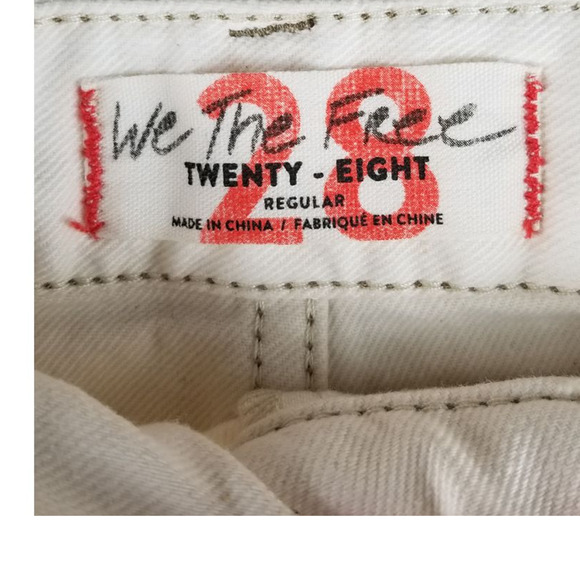 28
We The Free
TWENTY - EIGHT
REGULAR
MADE IN CHINA / FABRIQUÉ EN CHINE